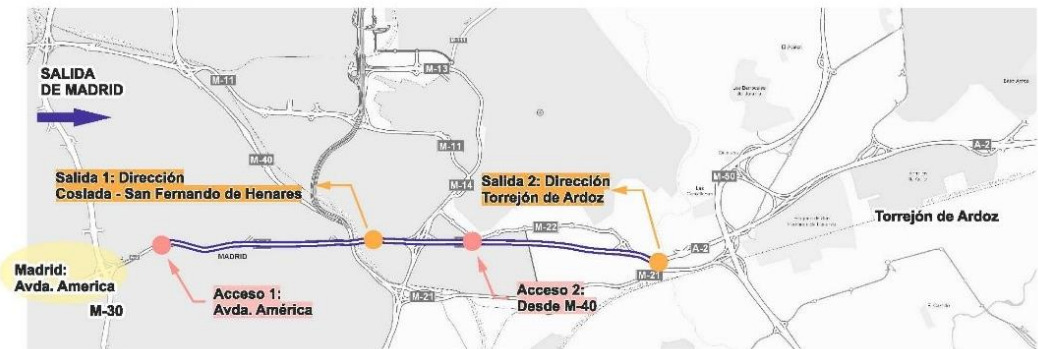 SALIDA
DE MADRID
M-11
M-13
M-40
M-11
M-14
Salida 1: Dirección
Coslada - San Fernando de Henares
Salida 2: Dirección
Torrejón de Ardoz
M-50
A-2
M-22
A-2
Torrejón de Ardoz
MADRID
Madrid:
Avda. America
M-30
Acceso 1:
Avda. América
M-21
Acceso 2:
Desde M-40
M-21